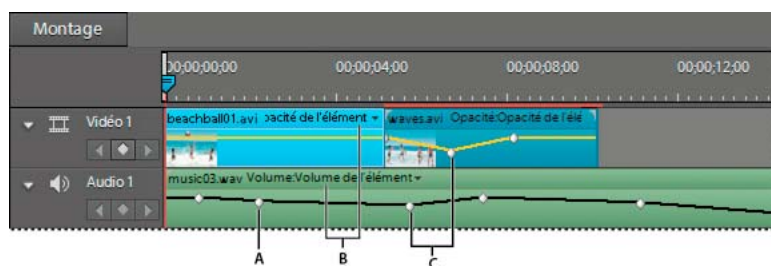 Montage
00;00;00;00 00;00;04;00 00;00;08;00 00;00;12;00
Vidéo 1 beachball01.avi pacité de l'élément waves.avi Opacité:Opacité de l'élé
Audio 1 music03.wav Volume:Volume de l'élément
A B C